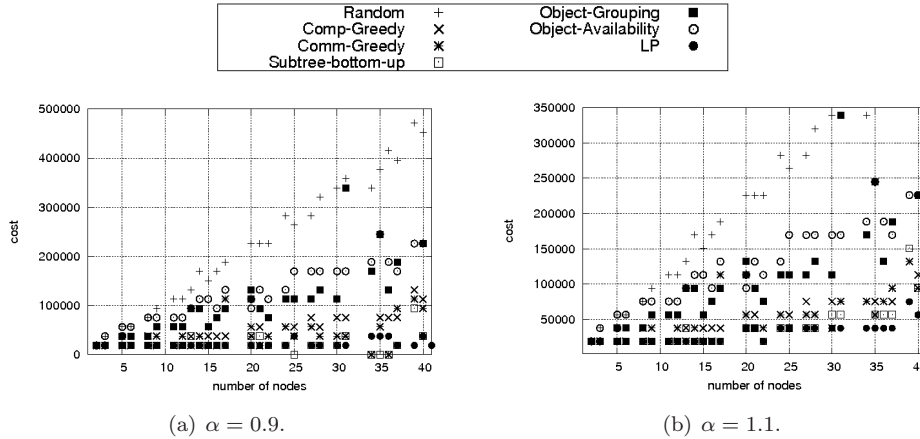 Random
Object-Grouping
Comp-Greedy
Object-Availability
Comm-Greedy
LP
Subtree-bottom-up
500000
400000
300000
200000
100000
0
cost
5 10 15 20 25 30 35 40
number of nodes
(a) α = 0.9.
350000
300000
250000
200000
150000
100000
50000
cost
5 10 15 20 25 30 35 4
number of nodes
(b) α = 1.1.